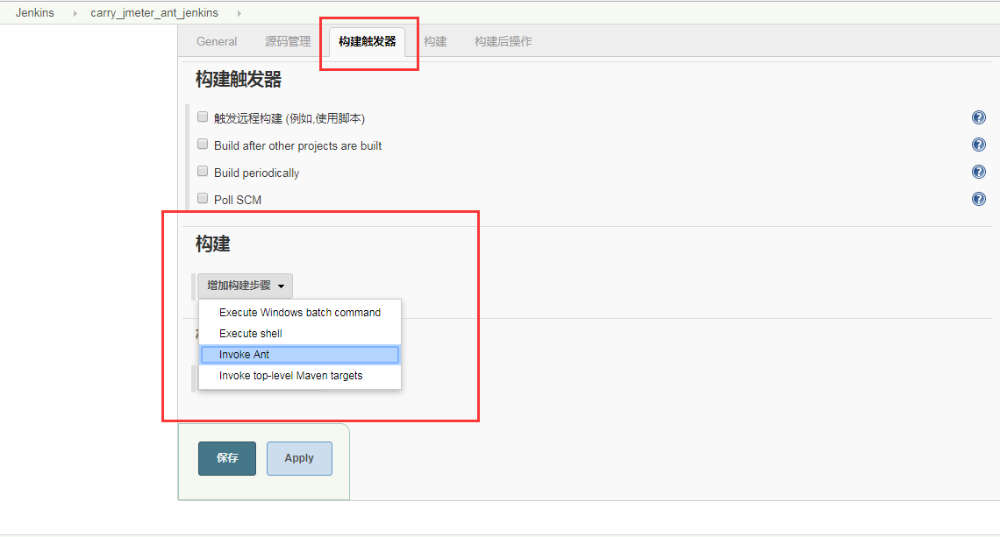 Jenkins carry_jmeter_ant_jenkins
General 源码管理 构建触发器 构建 构建后操作
构建触发器
触发远程构建 (例如,使用脚本)
Build after other projects are built
Build periodically
Poll SCM
构建
增加构建步骤
Execute Windows batch command
Execute shell
Invoke Ant
Invoke top-level Maven targets
保存 Apply